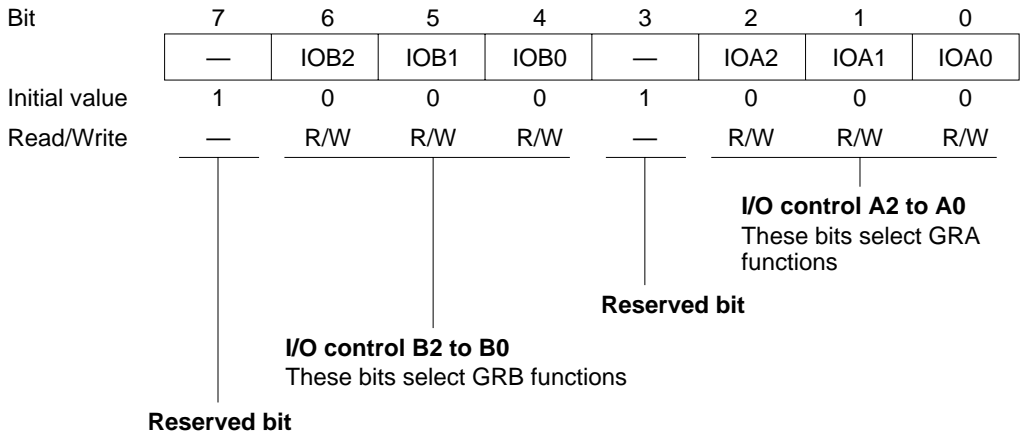 Bit 7 6 5 4 3 2 1 0
— IOB2 IOB1 IOB0 — IOA2 IOA1 IOA0
Initial value 1 0 0 0 1 0 0 0
Read/Write — R/W R/W R/W — R/W R/W R/W
I/O control A2 to A0
These bits select GRA
functions
Reserved bit
I/O control B2 to B0
These bits select GRB functions
Reserved bit